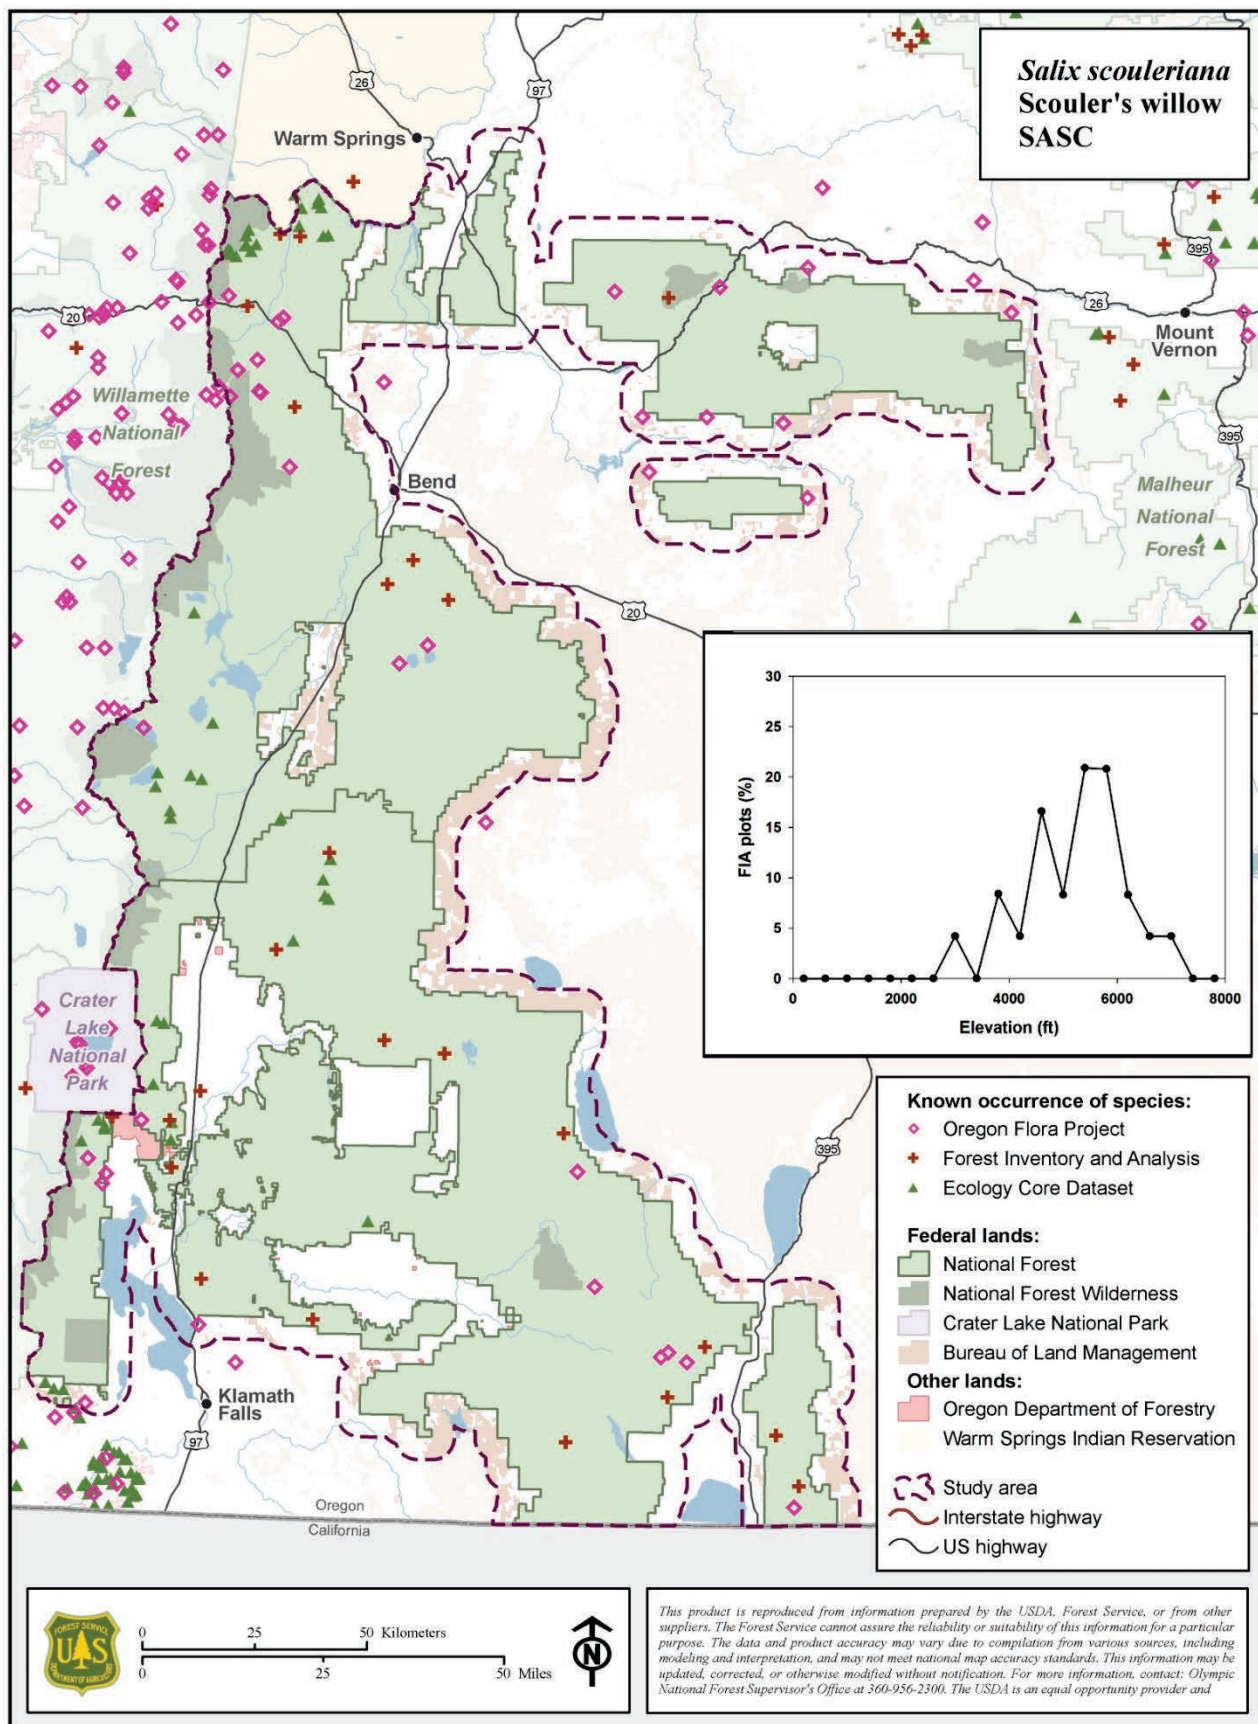 Salix scouleriana
Scouler's willow
SASC
26
97
Warm Springs
395
20
26
Mount
Vernon
Willamette
National
Forest
395
Bend
Malheur
National
Forest
20
30
25
20
15
10
5
0
FIA plots (%)
0 2000 4000 6000 8000
Elevation (ft)
Crater
Lake
National
Park
Known occurrence of species:
Oregon Flora Project
Forest Inventory and Analysis
Ecology Core Dataset
395
Federal lands:
National Forest
National Forest Wilderness
Crater Lake National Park
Bureau of Land Management
Other lands:
Oregon Department of Forestry
Warm Springs Indian Reservation
Study area
Interstate highway
US highway
Klamath
Falls
97
Oregon
California
FOREST SERVICE
U S
DEPARTMENT OF AGRICULTURE
0 25 50 Kilometers
0 25 50 Miles
N
This product is reproduced from information prepared by the USDA, Forest Service, or from other
suppliers. The Forest Service cannot assure the reliability or suitability of this information for a particular
purpose. The data and product accuracy may vary due to compilation from various sources, including
modeling and interpretation, and may not meet national map accuracy standards. This information may be
updated, corrected, or otherwise modified without notification. For more information, contact: Olympic
National Forest Supervisor's Office at 360-956-2300. The USDA is an equal opportunity provider and